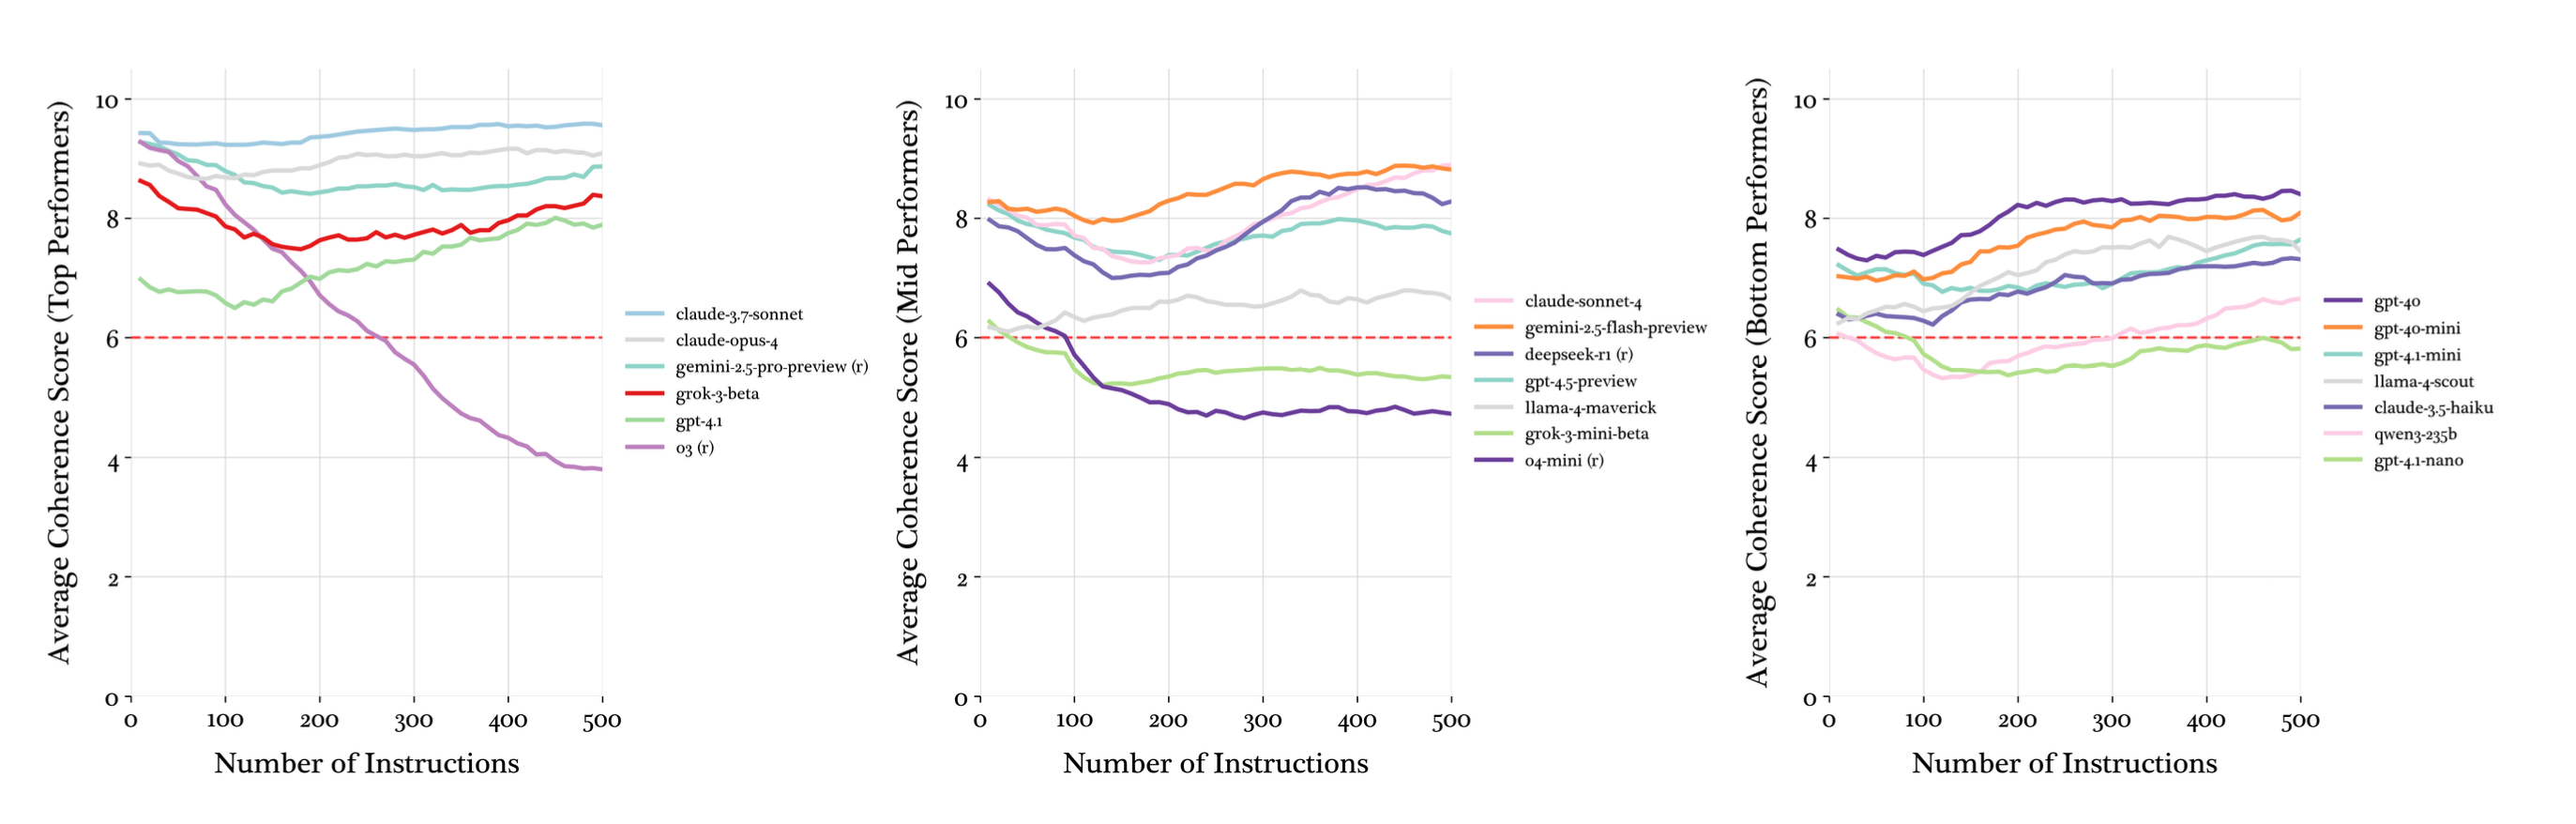 Average Coherence Score (Top Performers)
10
8
6
4
2
0
0 100 200 300 400 500
Number of Instructions
claude-3.7-sonnet
claude-opus-4
gemini-2.5-pro-preview (r)
grok-3-beta
gpt-4.1
o3 (r)
Average Coherence Score (Mid Performers)
10
8
6
4
2
0
0 100 200 300 400 500
Number of Instructions
claude-sonnet-4
gemini-2.5-flash-preview
deepseek-r1 (r)
gpt-4.5-preview
llama-4-maverick
grok-3-mini-beta
o4-mini (r)
Average Coherence Score (Bottom Performers)
10
8
6
4
2
0
0 100 200 300 400 500
Number of Instructions
gpt-4o
gpt-4o-mini
gpt-4.1-mini
llama-4-scout
claude-3.5-haiku
qwen3-235b
gpt-4.1-nano